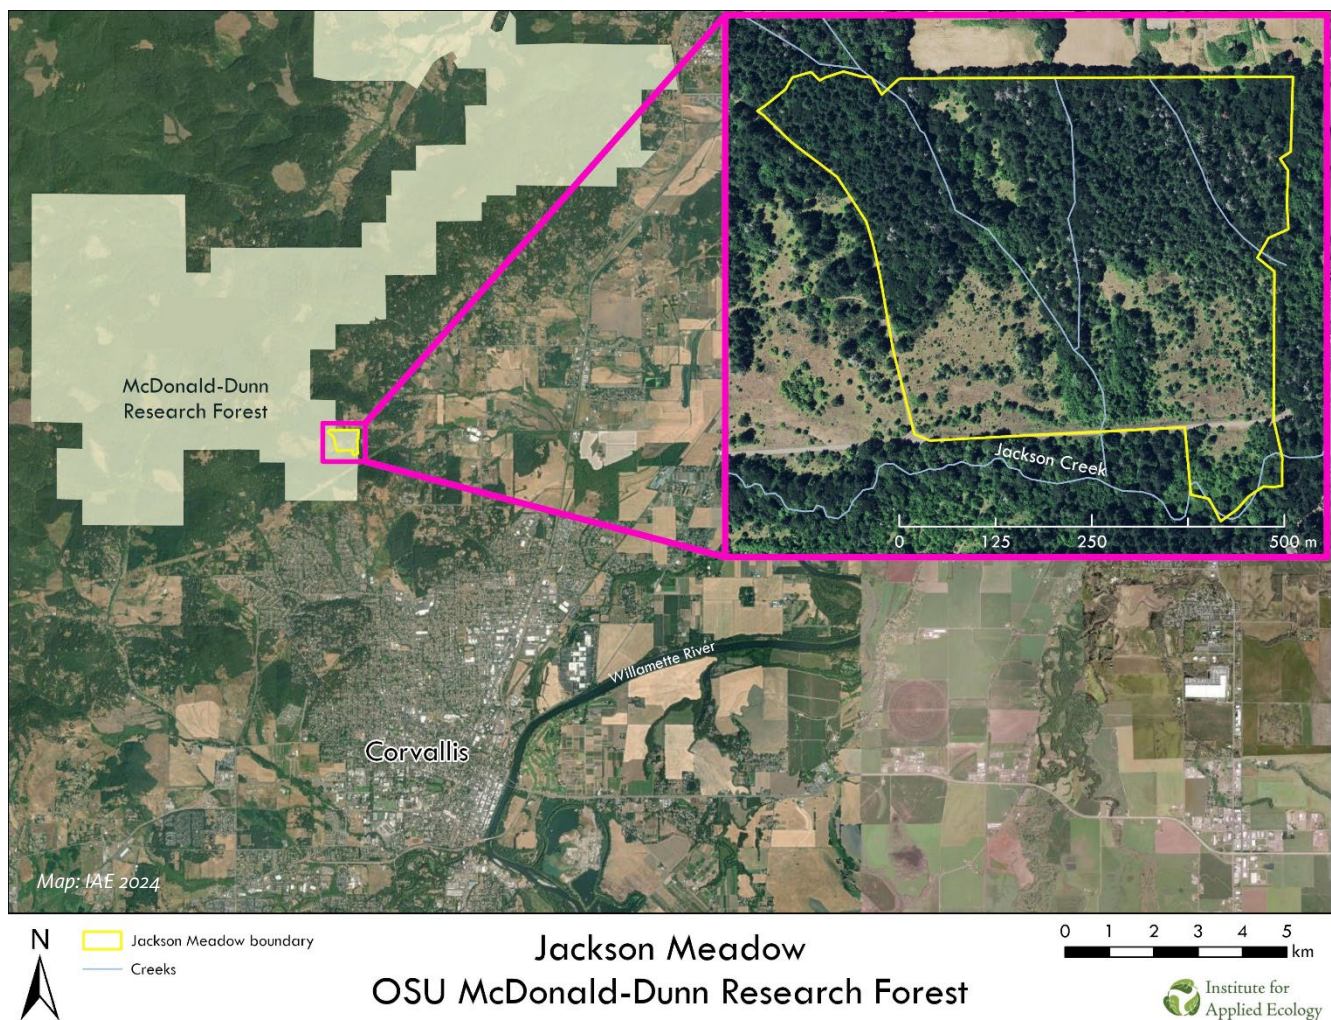 McDonald-Dunn
Research Forest
Jackson Creek
0 125 250 500 m
Willamette River
Corvallis
Map: IAE 2024
N
Jackson Meadow boundary
Creeks
Jackson Meadow
OSU McDonald-Dunn Research Forest
0 1 2 3 4 5
km
Institute for
Applied Ecology